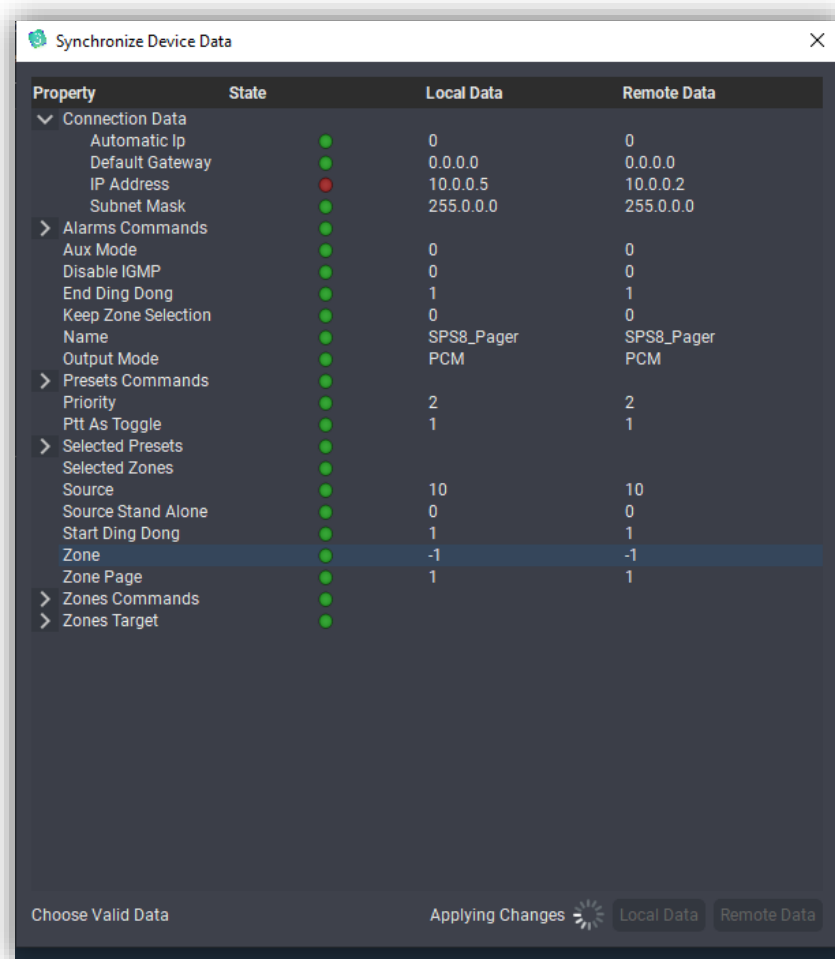 Synchronize Device Data
Property State Local Data Remote Data
Connection Data
Automatic Ip 0 0
Default Gateway 0.0.0.0 0.0.0.0
IP Address 10.0.0.5 10.0.0.2
Subnet Mask 255.0.0.0 255.0.0.0
Alarms Commands
Aux Mode 0 0
Disable IGMP 0 0
End Ding Dong 1 1
Keep Zone Selection 0 0
Name SPS8_Pager SPS8_Pager
Output Mode PCM PCM
Presets Commands
Priority 2 2
Ptt As Toggle 1 1
Selected Presets
Selected Zones
Source 10 10
Source Stand Alone 0 0
Start Ding Dong 1 1
Zone -1 -1
Zone Page 1 1
Zones Commands
Zones Target
Choose Valid Data Applying Changes Local Data Remote Data